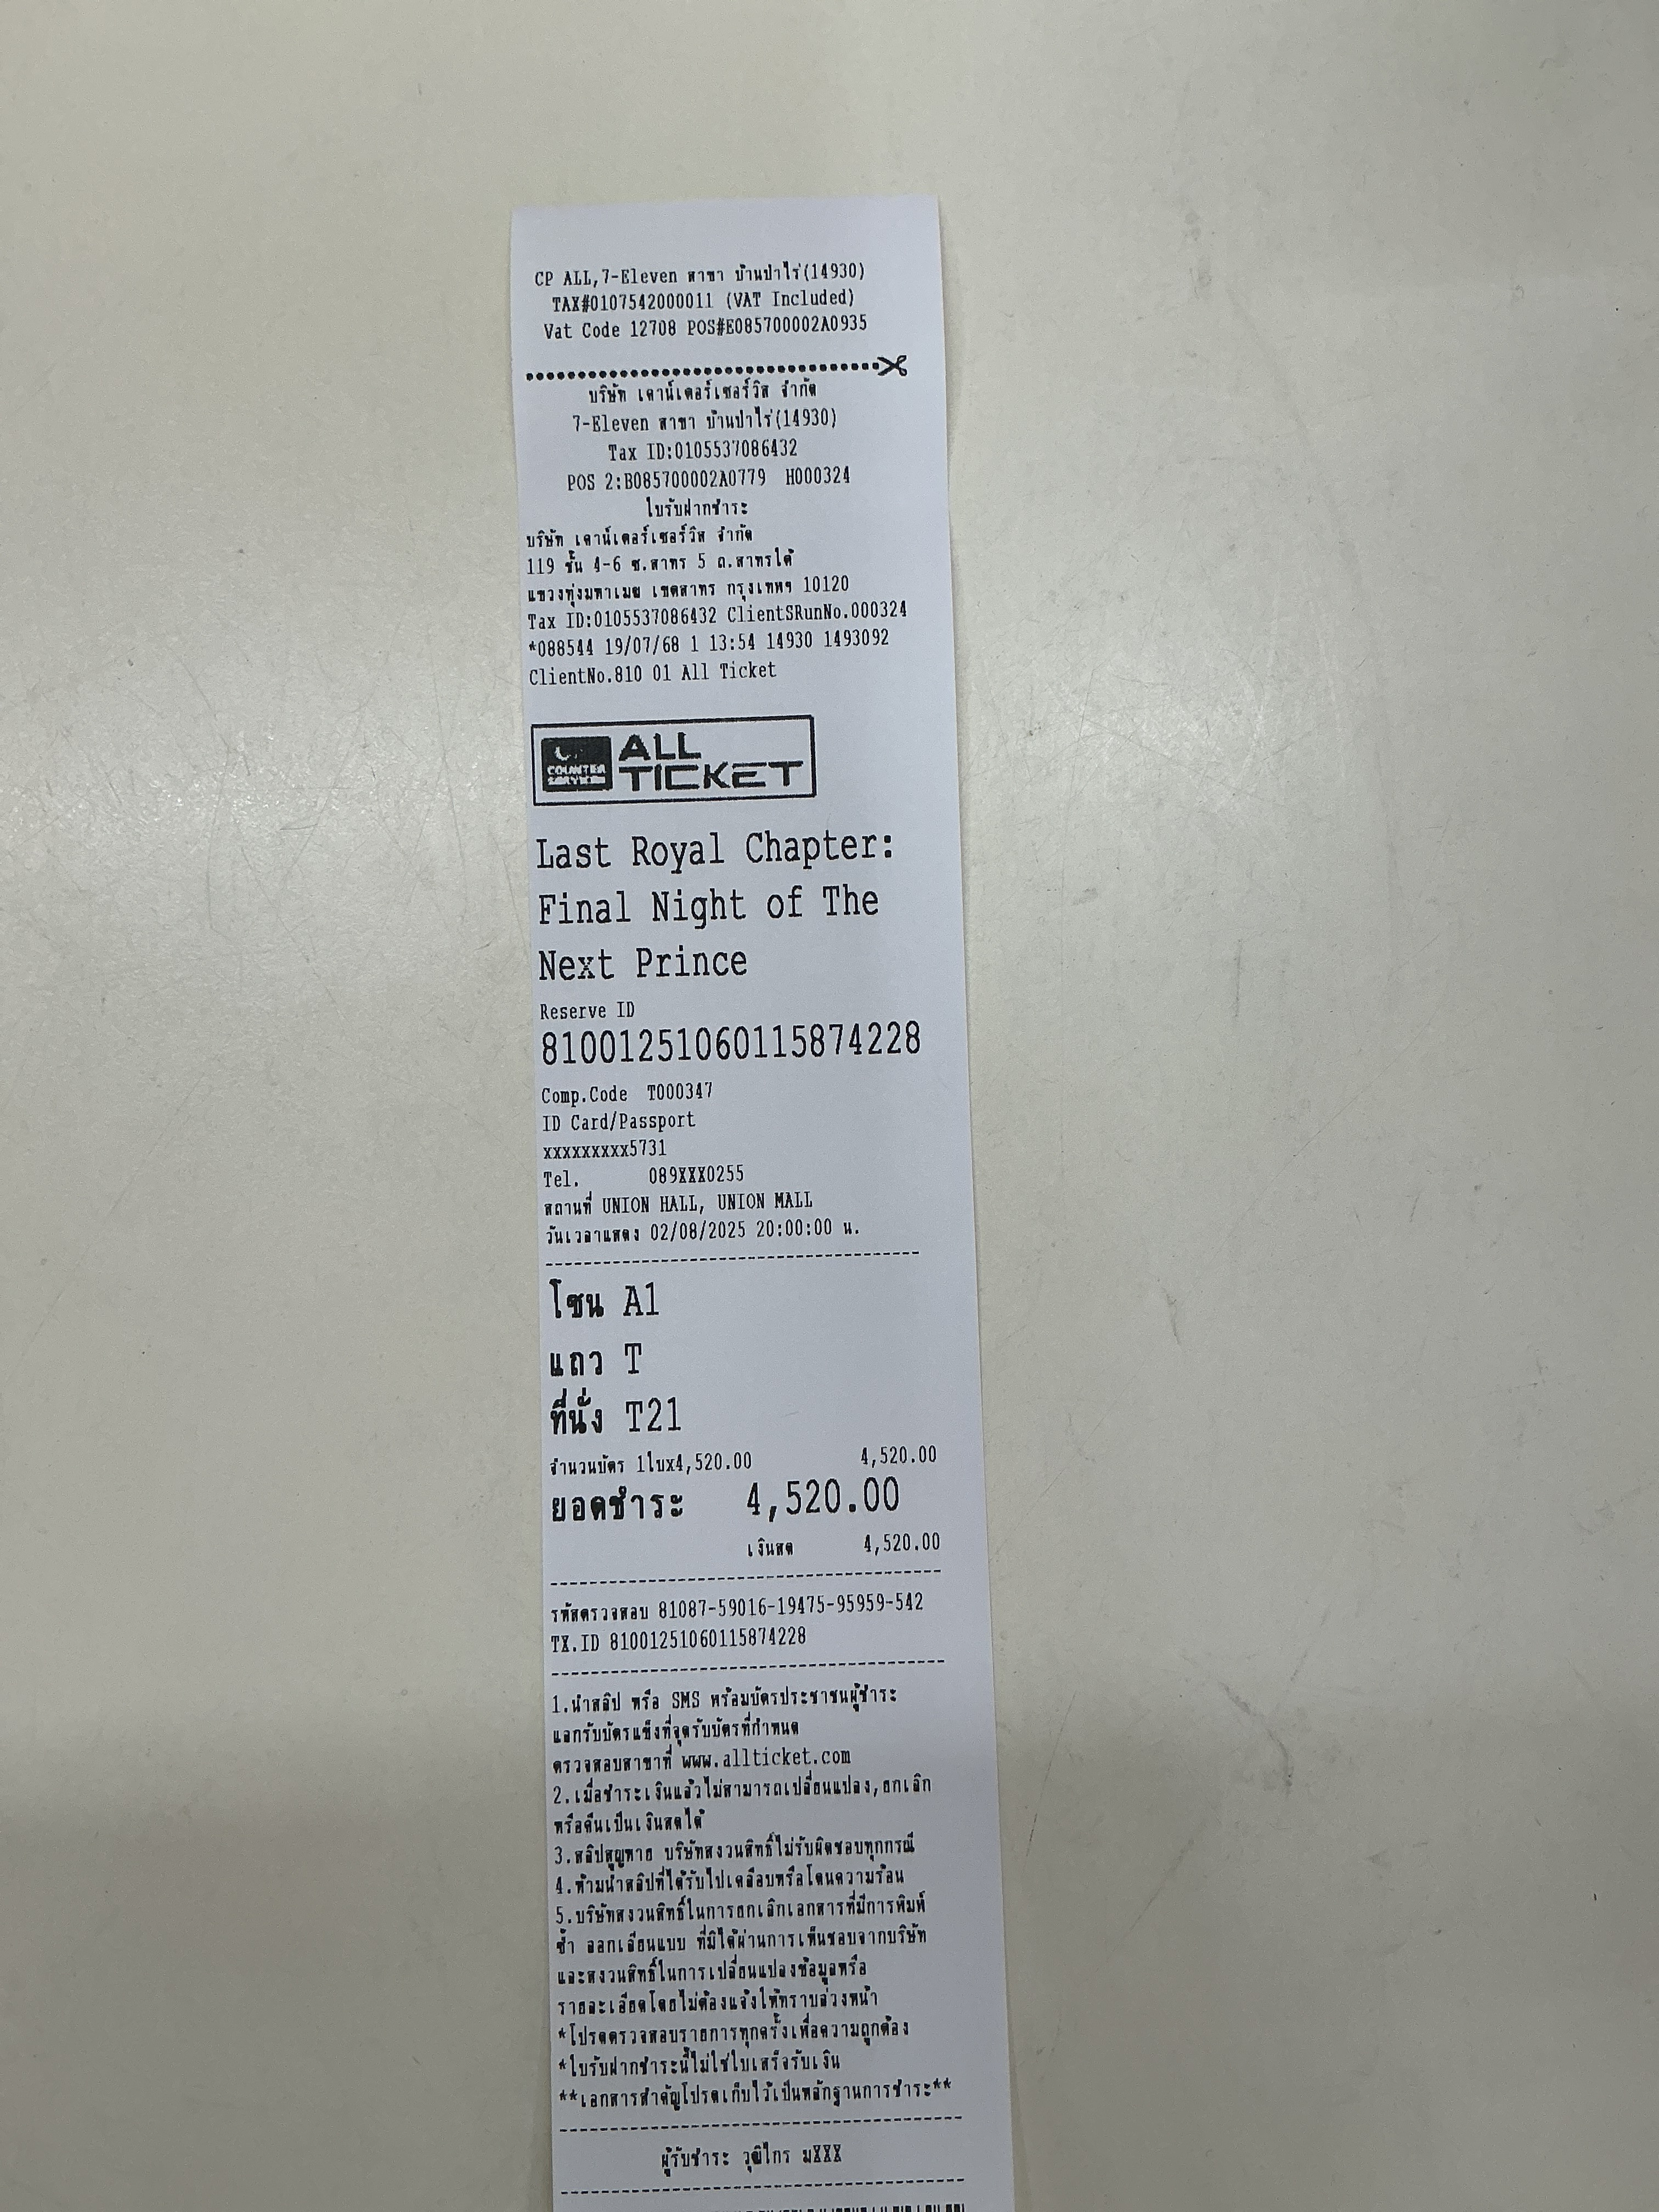 CP ALL,7-Eleven สาขา บ้านป่าไร่(14930)
TAX#0107542000011 (VAT Included)
Vat Code 12708 POS#E085700002A0935
บริษัท เคาน์เตอร์เซอร์วิส จำกัด
7-Eleven สาขา บ้านป่าไร่(14930)
Tax ID:0105537086432
POS 2:B085700002A0779 H000324
ใบรับฝากชำระ
บริษัท เคาน์เตอร์เซอร์วิส จำกัด
119 ชั้น 4-6 ซ.สาทร 5 ถ.สาทรใต้
แขวงทุ่งมหาเมฆ เขตสาทร กรุงเทพฯ 10120
Tax ID:0105537086432 ClientSRunNo.000324
*088544 19/07/68 1 13:54 14930 1493092
ClientNo.810 01 All Ticket
COUNTER SERVICE ALL TICKET
Last Royal Chapter:
Final Night of The
Next Prince
Reserve ID
81001251060115874228
Comp.Code T000347
ID Card/Passport
xxxxxxxxx5731
Tel. 089XXX0255
สถานที่ UNION HALL, UNION MALL
วันเวลาแสดง 02/08/2025 20:00:00 น.
โซน A1
แถว T
ที่นั่ง T21
จำนวนบัตร 1ใบx4,520.00 4,520.00
ยอดชำระ 4,520.00
เงินสด 4,520.00
รหัสตรวจสอบ 81087-59016-19475-95959-542
TX.ID 81001251060115874228
1.นำสลิป หรือ SMS พร้อมบัตรประชาชนผู้ชำระ
แลกรับบัตรแข็งที่จุดรับบัตรที่กำหนด
ตรวจสอบสาขาที่ www.allticket.com
2.เมื่อชำระเงินแล้วไม่สามารถเปลี่ยนแปลง,ยกเลิก
หรือคืนเป็นเงินสดได้
3.สลิปสูญหาย บริษัทสงวนสิทธิ์ไม่รับผิดชอบทุกกรณี
4.ห้ามนำสลิปที่ได้รับไปเคลือบหรือโดนความร้อน
5.บริษัทสงวนสิทธิ์ในการยกเลิกเอกสารที่มีการพิมพ์
ซ้ำ ลอกเลียนแบบ ที่มิได้ผ่านการเห็นชอบจากบริษัท
และสงวนสิทธิ์ในการเปลี่ยนแปลงข้อมูลหรือ
รายละเอียดโดยไม่ต้องแจ้งให้ทราบล่วงหน้า
*โปรดตรวจสอบรายการทุกครั้งเพื่อความถูกต้อง
*ใบรับฝากชำระนี้ไม่ใช่ใบเสร็จรับเงิน
**เอกสารสำคัญโปรดเก็บไว้เป็นหลักฐานการชำระ**
ผู้รับชำระ วุฒิไกร มXXX